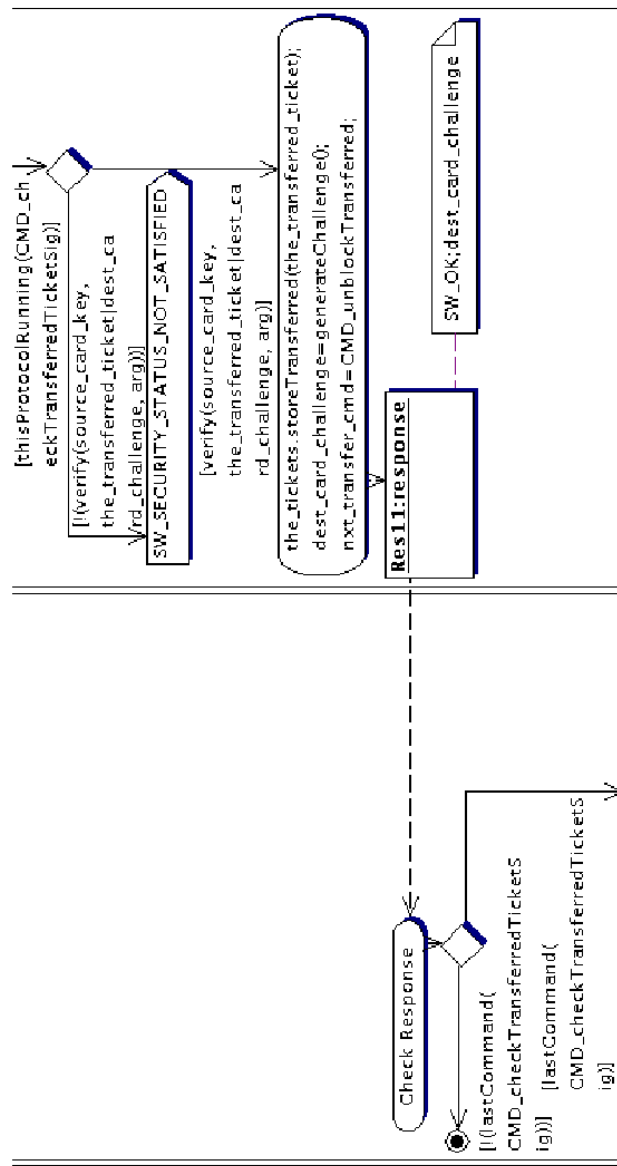 [thisProtocolRunning(CMD_ch
eckTransferredTicketSig)]
[!(verify(source_card_key,
the_transferred_ticket|dest_ca
rd_challenge, arg))]
SW_SECURITY_STATUS_NOT_SATISFIED
[verify(source_card_key,
the_transferred_ticket|dest_ca
rd_challenge, arg)]
the_tickets.storeTransferred(the_transferred_ticket);
dest_card_challenge=generateChallenge();
nxt_transfer_cmd=CMD_unblockTransferred;
Res11:response
SW_OK;dest_card_challenge
Check Response
[!(lastCommand(
CMD_checkTransferredTicketS
ig))]
[lastCommand(
CMD_checkTransferredTicketS
ig)]